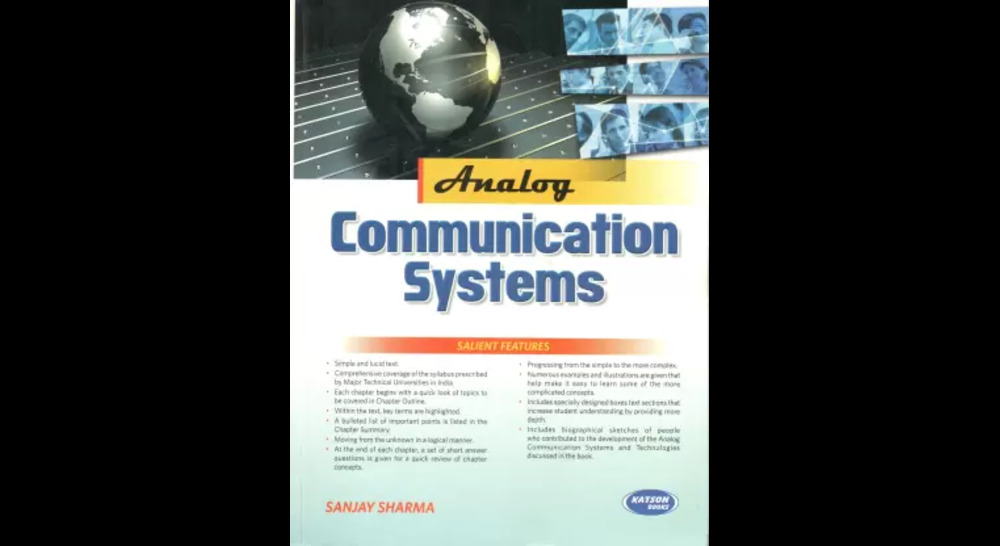 Analog
Communication
Systems
SALIENT FEATURES
• Simple and lucid text.
• Comprehensive coverage of the syllabus prescribed
by Major Technical Universities in India.
• Each chapter begins with a quick look of topics to
be covered in Chapter Outline.
• Within the text, key terms are highlighted.
• A bulleted list of important points is listed in the
Chapter Summary.
• Moving from the unknown in a logical manner.
• At the end of each chapter, a set of short answer
questions is given for a quick review of chapter
concepts.
• Progressing from the simple to the more complex.
• Numerous examples and illustrations are given that
help make it easy to learn some of the more
complicated concepts.
• Includes specially designed boxes text sections that
increase student understanding by providing more
depth.
• Includes biographical sketches of people
who contributed to the development of the Analog
Communication Systems and Technologies
discussed in the book.
SANJAY SHARMA
KATSON
BOOKS